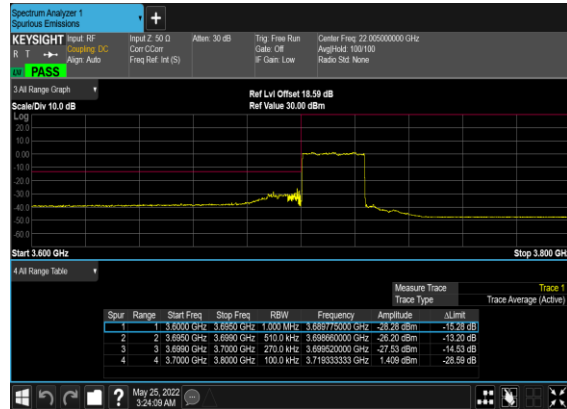 Spectrum Analyzer 1
Spurious Emissions
+
KEYSIGHT Input: RF Input Z: 50 Ω Atten: 30 dB Trig: Free Run Center Freq: 22.005000000 GHz
R T Coupling: DC Corr CCorr Gate: Off Avg|Hold: 100/100
Align: Auto Freq Ref: Int (S) IF Gain: Low Radio Std: None
PASS
3 All Range Graph
Ref Lvl Offset 18.59 dB
Scale/Div 10.0 dB Ref Value 30.00 dBm
Log
20.0
10.0
0.00
-10.0
-20.0
-30.0
-40.0
-50.0
-60.0
Start 3.600 GHz Stop 3.800 GHz
4 All Range Table
Measure Trace Trace 1
Trace Type Trace Average (Active)
Spur Range Start Freq Stop Freq RBW Frequency Amplitude ΔLimit
1 1 3.6000 GHz 3.6950 GHz 1.000 MHz 3.689775000 GHz -28.28 dBm -15.28 dB
2 2 3.6950 GHz 3.6990 GHz 510.0 kHz 3.698660000 GHz -26.20 dBm -13.20 dB
3 3 3.6990 GHz 3.7000 GHz 270.0 kHz 3.699520000 GHz -27.53 dBm -14.53 dB
4 4 3.7000 GHz 3.8000 GHz 100.0 kHz 3.719333333 GHz 1.409 dBm -28.59 dB
? May 25, 2022
3:24:09 AM